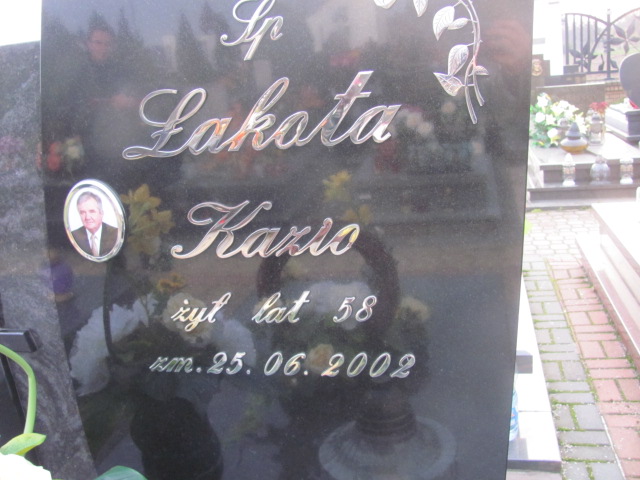 Śp
Łakota
Kazio
żył lat 58
zm. 25. 06. 2002